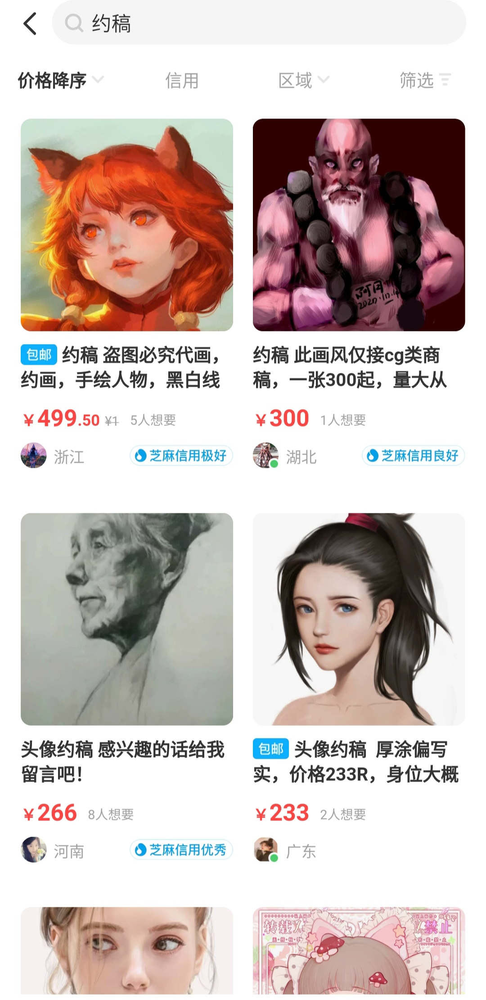 约稿
价格降序 信用 区域 筛选
阿月
包邮 约稿 盗图必究代画，
约画，手绘人物，黑白线
¥499.50 ¥1 5人想要
浙江 芝麻信用极好
约稿 此画风仅接cg类商
稿，一张300起，量大从
¥300 1人想要
湖北 芝麻信用良好
头像约稿 感兴趣的话给我
留言吧！
¥266 8人想要
河南 芝麻信用优秀
包邮 头像约稿 厚涂偏写
实，价格233R，身位大概
¥233 2人想要
广东
转载 禁止